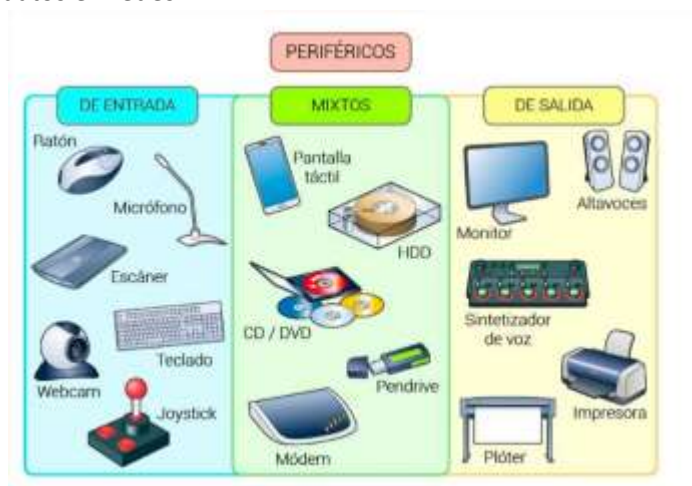 PERIFÉRICOS
DE ENTRADA
MIXTOS
DE SALIDA
Ratón
Micrófono
Escáner
Teclado
Webcam
Joystick
Pantalla
táctil
HDD
CD / DVD
Pendrive
Módem
Altavoces
Monitor
Sintetizador
de voz
Impresora
Plóter